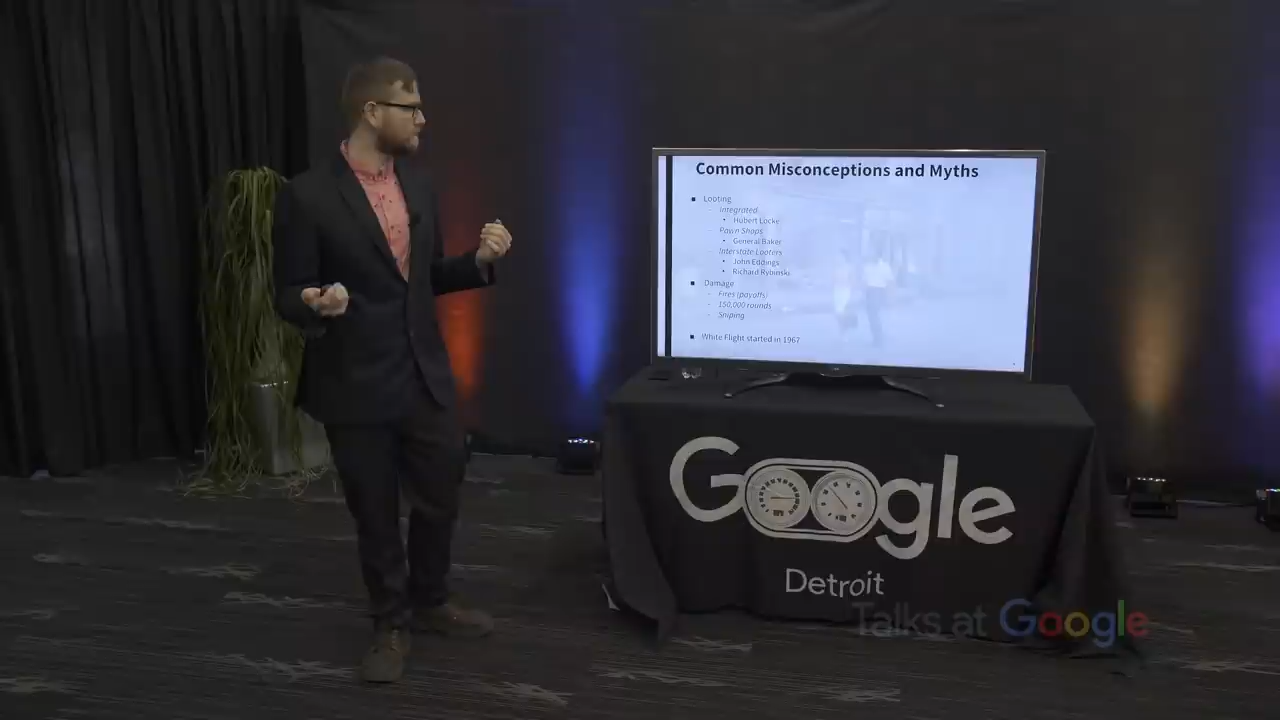 Common Misconceptions and Myths
▪ Looting
– Integrated
• Hubert Locke
– Pawn Shops
• General Baker
– Interstate Looters
• John Eddings
• Richard Rybinski
▪ Damage
– Fires (payoffs)
– 150,000 rounds
– Sniping
▪ White Flight started in 1967
Google
Detroit
Talks at Google